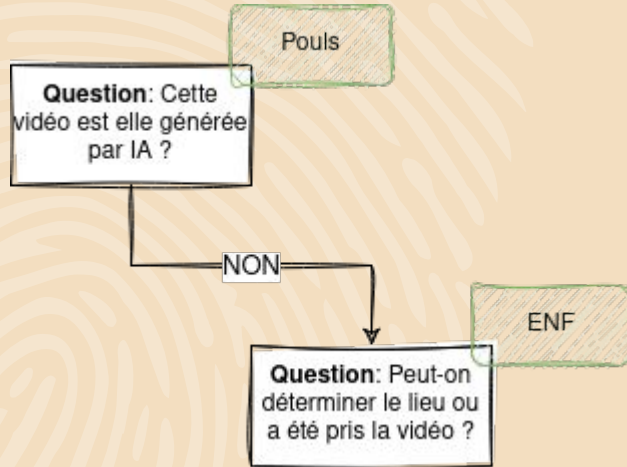 Pouls
Question: Cette
vidéo est elle générée
par IA ?
NON
ENF
Question: Peut-on
déterminer le lieu ou
a été pris la vidéo ?